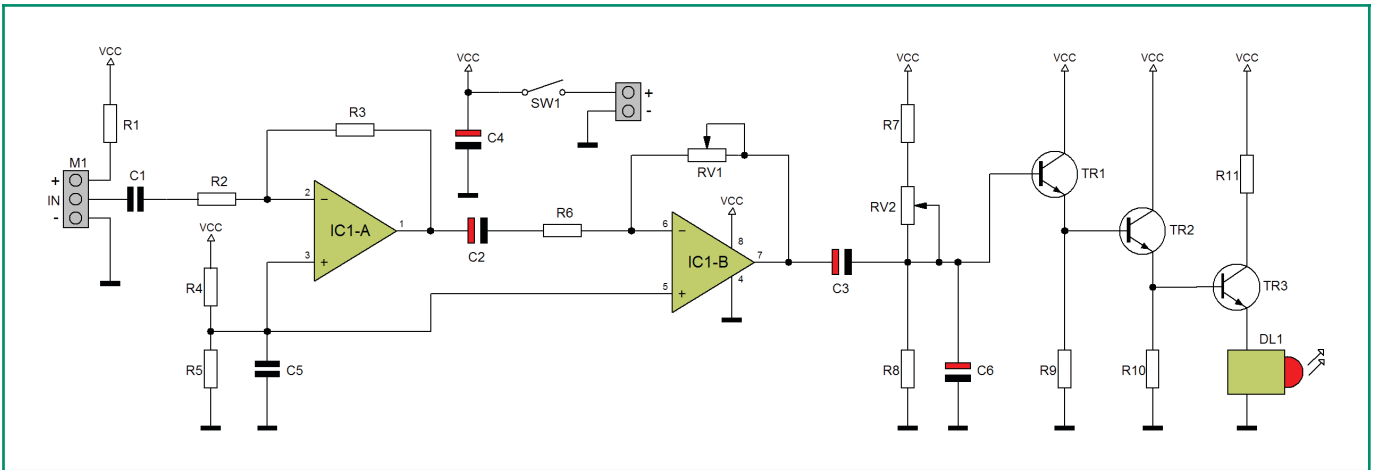 VCC
R1
M1
+
IN
-
C1
R2
VCC
R4
R5
C5
R3
2
−
3
+
IC1-A
1
VCC
C4
SW1
+
-
C2
R6
RV1
6
−
5
+
IC1-B
VCC
8
7
4
C3
VCC
R7
RV2
R8
C6
VCC
TR1
R9
VCC
TR2
R10
VCC
R11
TR3
DL1